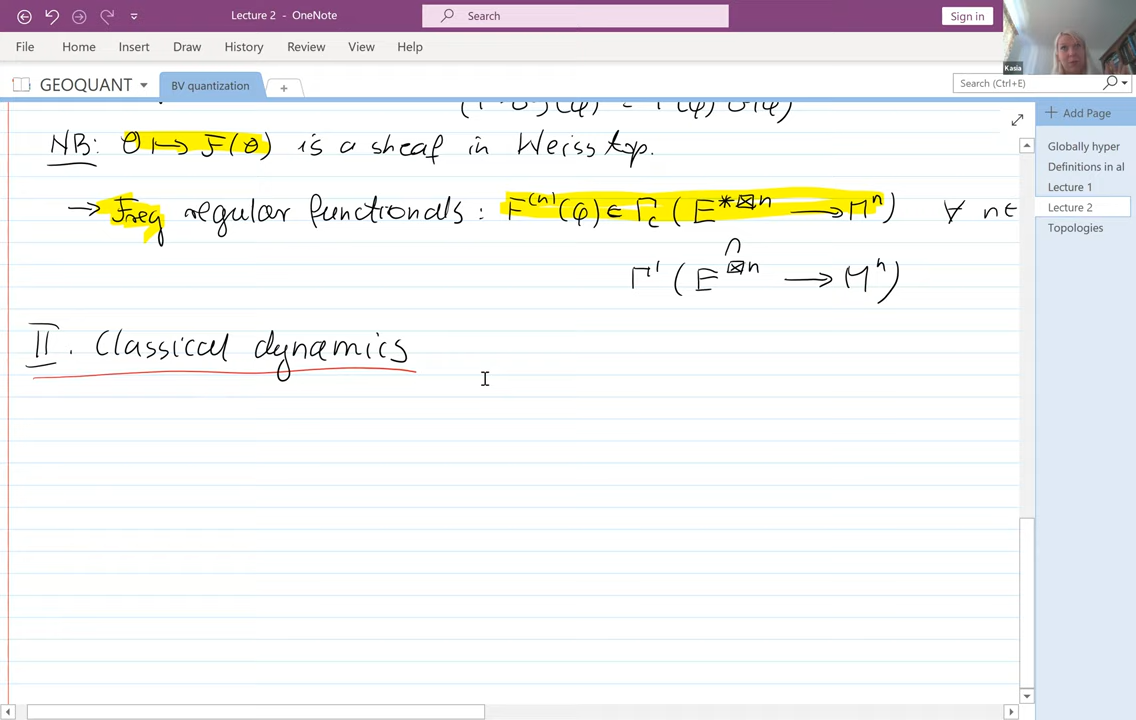 Lecture 2 - OneNote
Search
Sign in
File Home Insert Draw History Review View Help
Kasia
GEOQUANT
BV quantization
Search (Ctrl+E)
Add Page
Globally hyper
Definitions in al
Lecture 1
Lecture 2
Topologies
NB: O ↦ F(O) is a sheaf in Weiss top.
→ Freg regular functionals : F⁽ⁿ⁾(φ) ∈ Γc (E*⊠n → Mⁿ) ∀ n∈
∩
Γ' (E⊠n → Mⁿ)
II. Classical dynamics